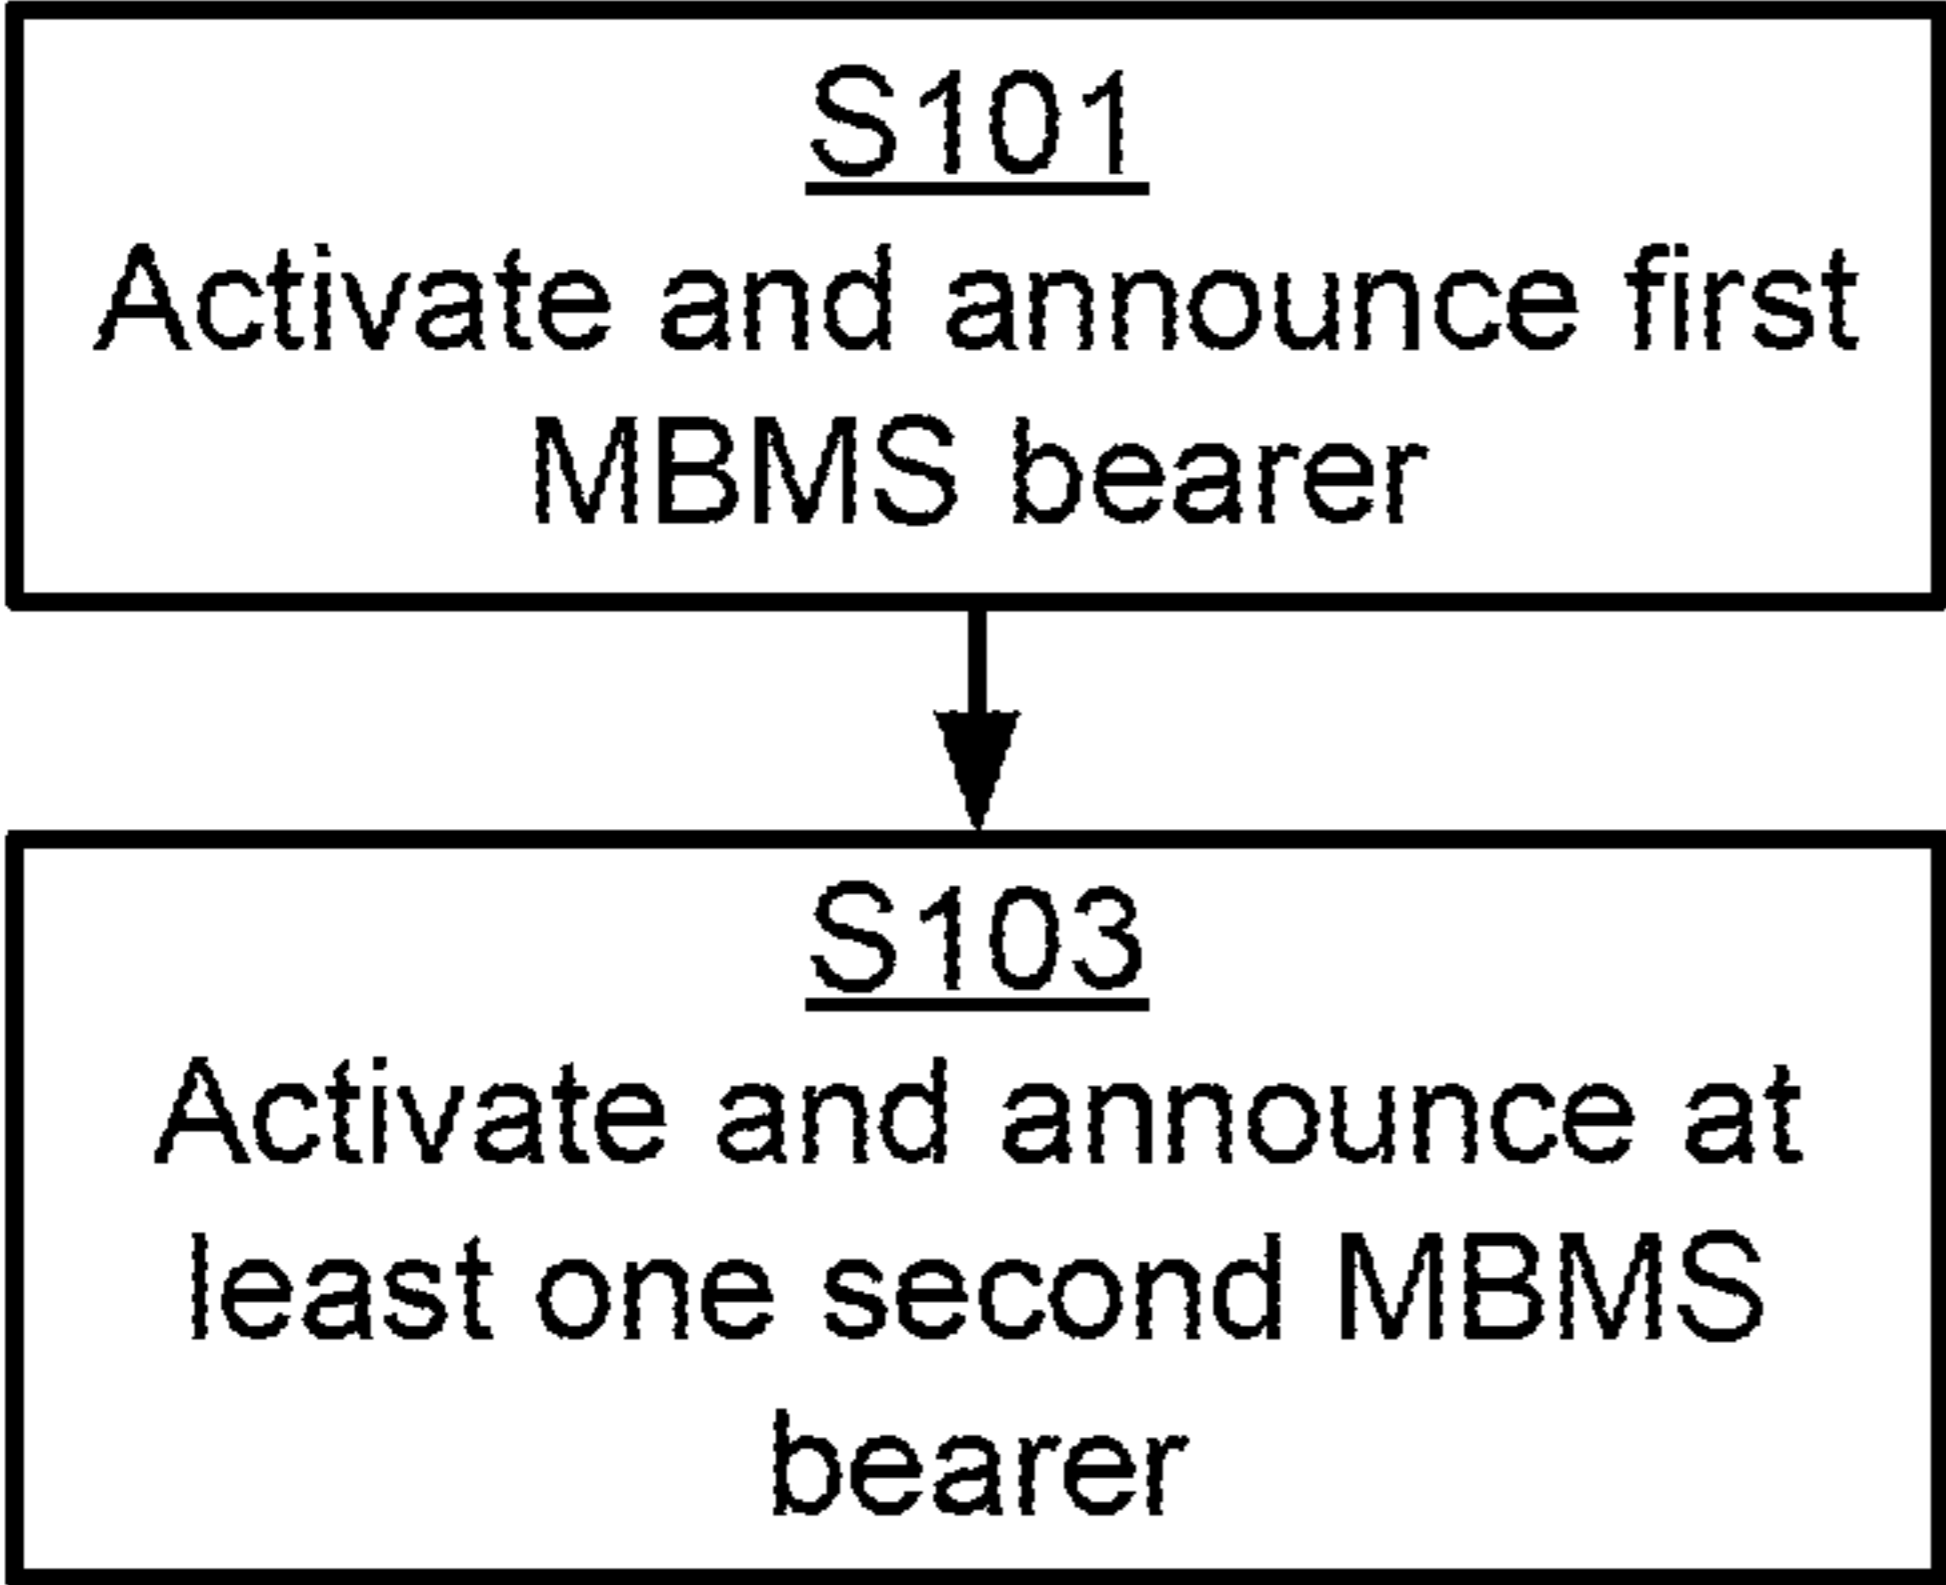 S101
Activate and announce first
MBMS bearer
S103
Activate and announce at
least one second MBMS
bearer